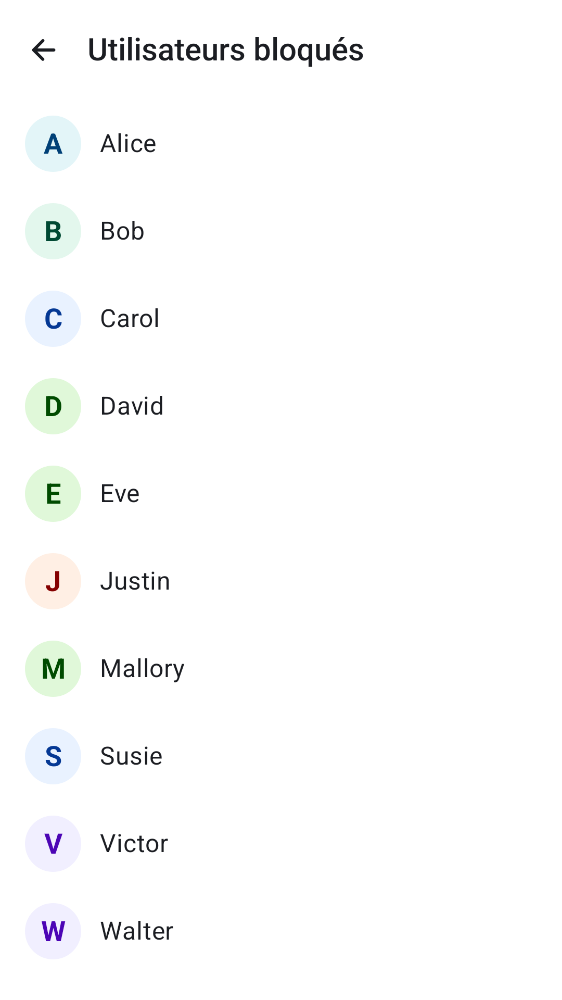 Utilisateurs bloqués
A Alice
B Bob
C Carol
D David
E Eve
J Justin
M Mallory
S Susie
V Victor
W Walter